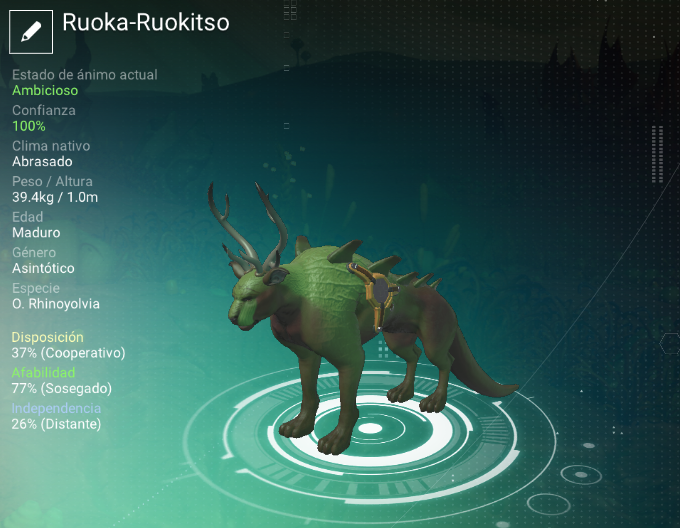 Ruoka-Ruokitso
Estado de ánimo actual
Ambicioso
Confianza
100%
Clima nativo
Abrasado
Peso / Altura
39.4kg / 1.0m
Edad
Maduro
Género
Asintótico
Especie
O. Rhinoyolvia
Disposición
37% (Cooperativo)
Afabilidad
77% (Sosegado)
Independencia
26% (Distante)